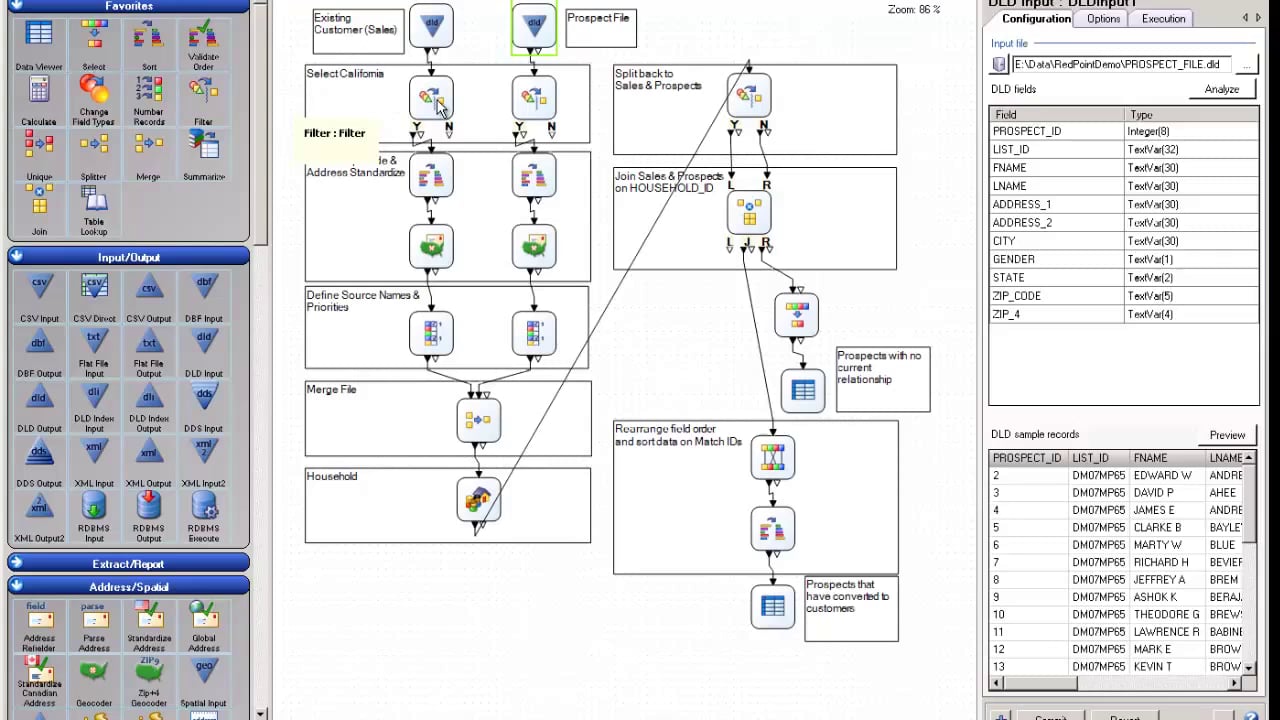 Favorites
Data Viewer
Select
Sort
Validate
Order
Calculate
Change
Field Types
Number
Records
Filter
Unique
Splitter
Merge
Summarize
Join
Table
Lookup
Input/Output
csv
csv
csv
dbf
CSV Input
CSV Direct
CSV Output
DBF Input
dbf
txt
txt
dld
DBF Output
Flat File
Input
Flat File
Output
DLD Input
dld
dli
dli
dds
DLD Output
DLD Index
Input
DLD Index
Output
DDS Input
dds
xml
xml
xml
2
DDS Output
XML Input
XML Output
XML Input2
2
xml
XML Output2
RDBMS
Input
RDBMS
Output
RDBMS
Execute
Extract/Report
Address/Spatial
field
parse
Address
Refielder
Parse
Address
Standardize
Address
Global
Address
ZIP9
geo
Standardize
Canadian
Address
Geocoder
Zip+4
Geocoder
Spatial Input
Existing
Customer (Sales)
dld
dld
Prospect File
Zoom: 86 %
Select California
Y N
Y N
Filter : Filter
de &
Address Standardize
Define Source Names &
Priorities
Merge File
Household
Split back to
Sales & Prospects
Y N
Join Sales & Prospects
on HOUSEHOLD_ID
L R
L J R
Prospects with no
current
relationship
Rearrange field order
and sort data on Match IDs
Prospects that
have converted to
customers
DLD Input : DLDInput1
Configuration
Options
Execution
Input file
E:\Data\RedPointDemo\PROSPECT_FILE.dld
...
DLD fields
Analyze
Field Type
PROSPECT_ID Integer(8)
LIST_ID TextVar(32)
FNAME TextVar(30)
LNAME TextVar(30)
ADDRESS_1 TextVar(30)
ADDRESS_2 TextVar(30)
CITY TextVar(30)
GENDER TextVar(1)
STATE TextVar(2)
ZIP_CODE TextVar(5)
ZIP_4 TextVar(4)
DLD sample records
Preview
PROSPECT_ID LIST_ID FNAME LNAME
2 DM07MP65 EDWARD W ANDRE
3 DM07MP65 DAVID P AHEE
4 DM07MP65 JAMES E ANDRE
5 DM07MP65 CLARKE B BAYLE
6 DM07MP65 MARTY W BLUE
7 DM07MP65 RICHARD H BEVIER
8 DM07MP65 JEFFREY A BREM
9 DM07MP65 ASHOK K BERAJ
10 DM07MP65 THEODORE G BREW
11 DM07MP65 LAWRENCE R BABINE
12 DM07MP65 MARK E BROW
13 DM07MP65 KEVIN T BROW
Commit
Revert